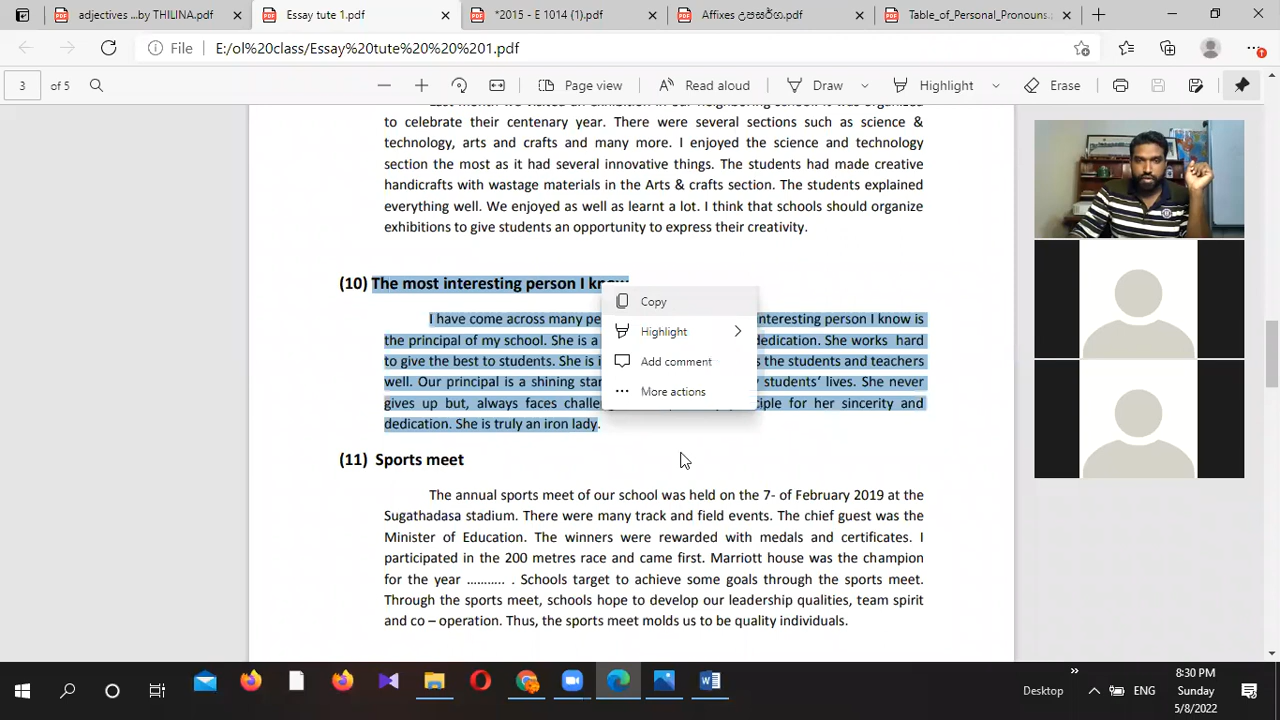 adjectives ...by THILINA.pdf
Essay tute 1.pdf
*2015 - E 1014 (1).pdf
Affixes උපසර්ග.pdf
Table_of_Personal_Pronouns.
File
E:/ol%20class/Essay%20tute%20%20%201.pdf
3 of 5
Page view
Read aloud
Draw
Highlight
Erase
to celebrate their centenary year. There were several sections such as science &
technology, arts and crafts and many more. I enjoyed the science and technology
section the most as it had several innovative things. The students had made creative
handicrafts with wastage materials in the Arts & crafts section. The students explained
everything well. We enjoyed as well as learnt a lot. I think that schools should organize
exhibitions to give students an opportunity to express their creativity.
(10) The most interesting person I know
I have come across many pe interesting person I know is
the principal of my school. She is a dedication. She works hard
to give the best to students. She is i s the students and teachers
well. Our principal is a shining star students' lives. She never
gives up but, always faces challe ciple for her sincerity and
dedication. She is truly an iron lady.
Copy
Highlight
Add comment
More actions
(11) Sports meet
The annual sports meet of our school was held on the 7- of February 2019 at the
Sugathadasa stadium. There were many track and field events. The chief guest was the
Minister of Education. The winners were rewarded with medals and certificates. I
participated in the 200 metres race and came first. Marriott house was the champion
for the year ........... . Schools target to achieve some goals through the sports meet.
Through the sports meet, schools hope to develop our leadership qualities, team spirit
and co – operation. Thus, the sports meet molds us to be quality individuals.
Desktop
ENG
8:30 PM
Sunday
5/8/2022